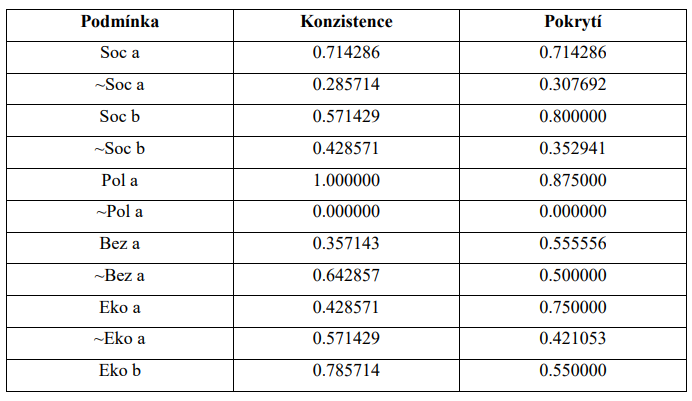 Podmínka Konzistence Pokrytí
Soc a 0.714286 0.714286
~Soc a 0.285714 0.307692
Soc b 0.571429 0.800000
~Soc b 0.428571 0.352941
Pol a 1.000000 0.875000
~Pol a 0.000000 0.000000
Bez a 0.357143 0.555556
~Bez a 0.642857 0.500000
Eko a 0.428571 0.750000
~Eko a 0.571429 0.421053
Eko b 0.785714 0.550000